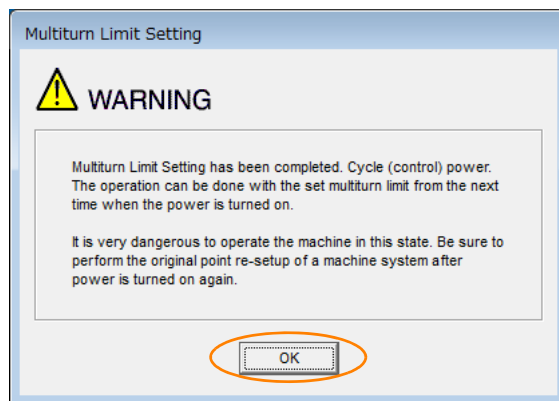 Multiturn Limit Setting
WARNING
Multiturn Limit Setting has been completed. Cycle (control) power.
The operation can be done with the set multiturn limit from the next
time when the power is turned on.
It is very dangerous to operate the machine in this state. Be sure to
perform the original point re-setup of a machine system after
power is turned on again.
OK